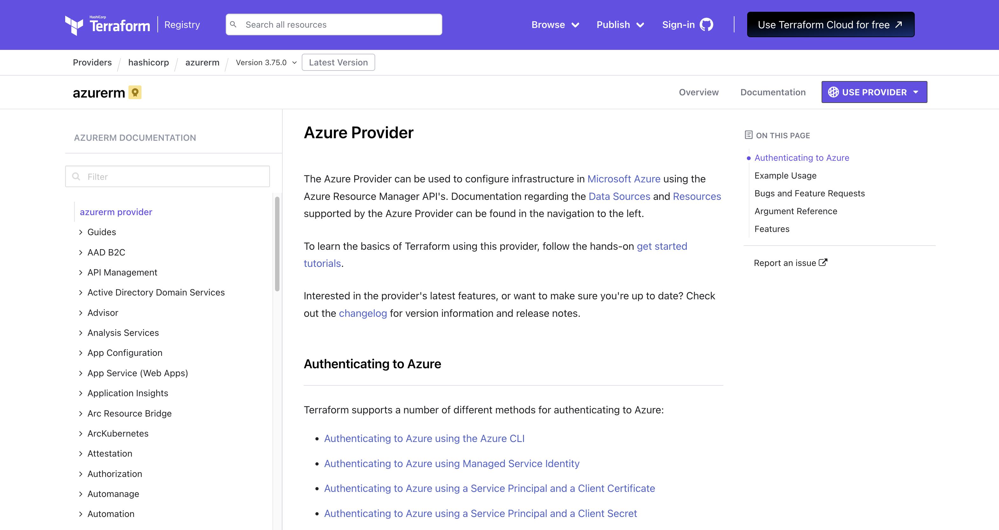 HashiCorp
Terraform
Registry
Search all resources
Browse
Publish
Sign-in
Use Terraform Cloud for free
Providers
hashicorp
azurerm
Version 3.75.0
Latest Version
azurerm
Overview
Documentation
USE PROVIDER
AZURERM DOCUMENTATION
Filter
azurerm provider
Guides
AAD B2C
API Management
Active Directory Domain Services
Advisor
Analysis Services
App Configuration
App Service (Web Apps)
Application Insights
Arc Resource Bridge
ArcKubernetes
Attestation
Authorization
Automanage
Automation
Azure Provider
The Azure Provider can be used to configure infrastructure in Microsoft Azure using the
Azure Resource Manager API's. Documentation regarding the Data Sources and Resources
supported by the Azure Provider can be found in the navigation to the left.
To learn the basics of Terraform using this provider, follow the hands-on get started
tutorials.
Interested in the provider's latest features, or want to make sure you're up to date? Check
out the changelog for version information and release notes.
Authenticating to Azure
Terraform supports a number of different methods for authenticating to Azure:
• Authenticating to Azure using the Azure CLI
• Authenticating to Azure using Managed Service Identity
• Authenticating to Azure using a Service Principal and a Client Certificate
• Authenticating to Azure using a Service Principal and a Client Secret
ON THIS PAGE
Authenticating to Azure
Example Usage
Bugs and Feature Requests
Argument Reference
Features
Report an issue